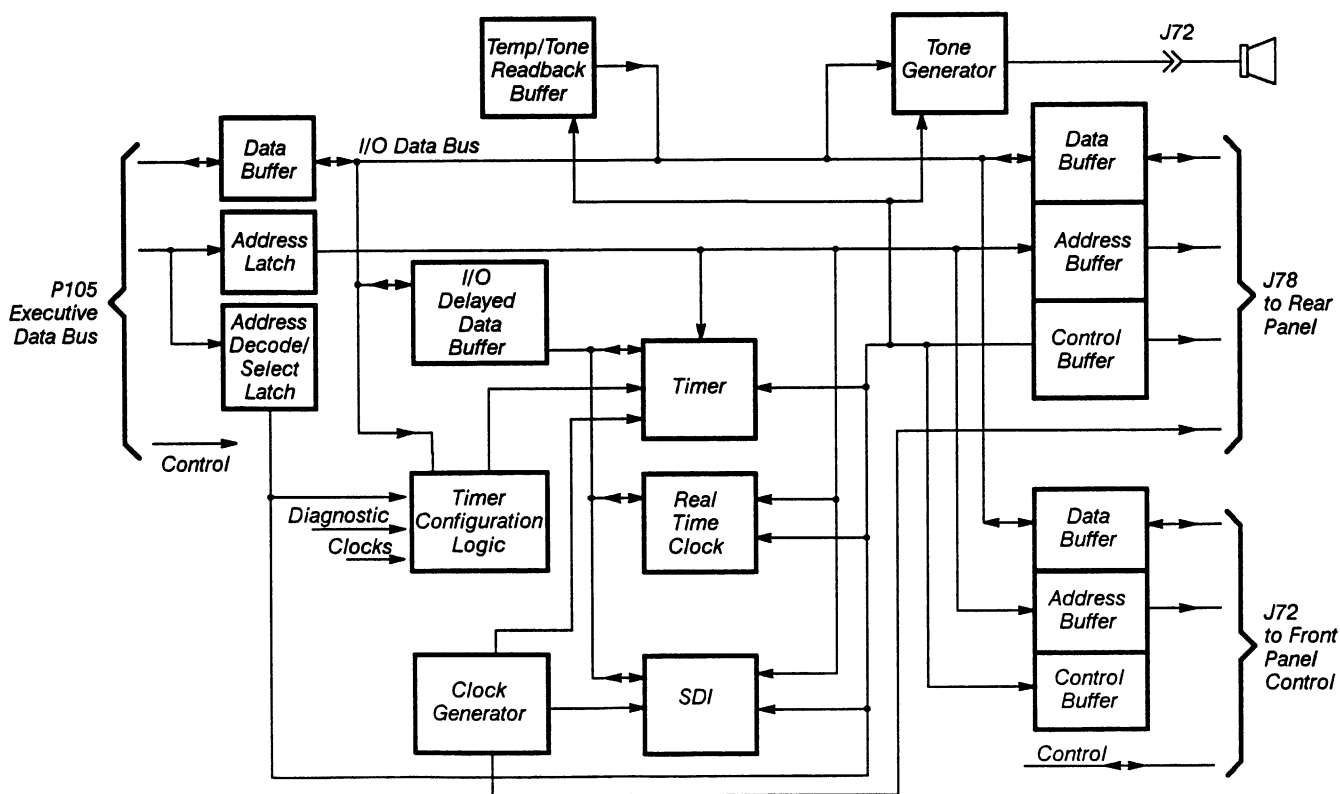 Temp/Tone
Readback
Buffer
Tone
Generator
J72
Data
Buffer
I/O Data Bus
Data
Buffer
Address
Latch
Address
Buffer
P105
Executive
Data Bus
I/O
Delayed
Data
Buffer
J78
to Rear
Panel
Address
Decode/
Select
Latch
Timer
Control
Buffer
Control
Diagnostic
Clocks
Timer
Configuration
Logic
Real
Time
Clock
Data
Buffer
Address
Buffer
J72
to Front
Panel
Control
Clock
Generator
SDI
Control
Buffer
Control